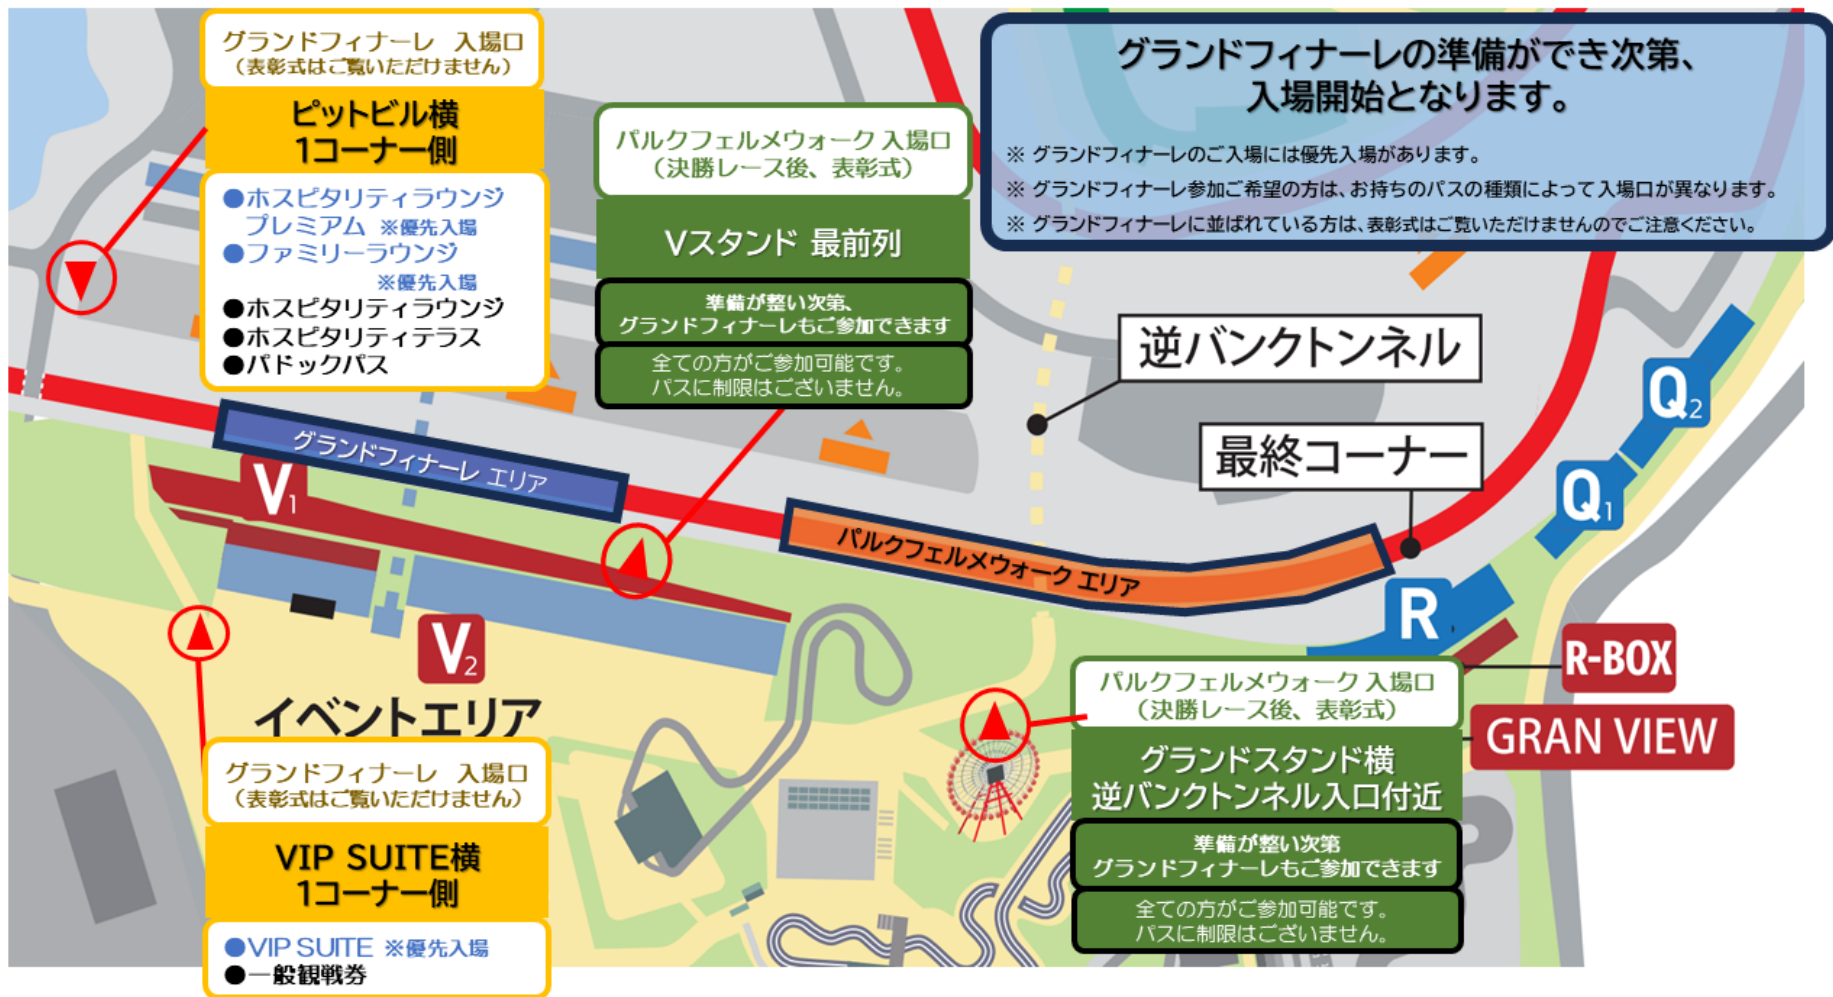 グランドフィナーレ 入場口
（表彰式はご覧いただけません）
ピットビル横
1コーナー側
●ホスピタリティラウンジ
プレミアム ※優先入場
●ファミリーラウンジ
※優先入場
●ホスピタリティラウンジ
●ホスピタリティテラス
●パドックパス
パルクフェルメウォーク 入場口
（決勝レース後、表彰式）
Vスタンド 最前列
準備が整い次第、
グランドフィナーレもご参加できます
全ての方がご参加可能です。
パスに制限はございません。
グランドフィナーレの準備ができ次第、
入場開始となります。
※ グランドフィナーレのご入場には優先入場があります。
※ グランドフィナーレ参加ご希望の方は、お持ちのパスの種類によって入場口が異なります。
※ グランドフィナーレに並ばれている方は、表彰式はご覧いただけませんのでご注意ください。
逆バンクトンネル
最終コーナー
Q2
Q1
グランドフィナーレ エリア
V1
パルクフェルメウォーク エリア
R
V2
R-BOX
GRAN VIEW
イベントエリア
グランドフィナーレ 入場口
（表彰式はご覧いただけません）
VIP SUITE横
1コーナー側
●VIP SUITE ※優先入場
●一般観戦券
パルクフェルメウォーク 入場口
（決勝レース後、表彰式）
グランドスタンド横
逆バンクトンネル入口付近
準備が整い次第
グランドフィナーレもご参加できます
全ての方がご参加可能です。
パスに制限はございません。